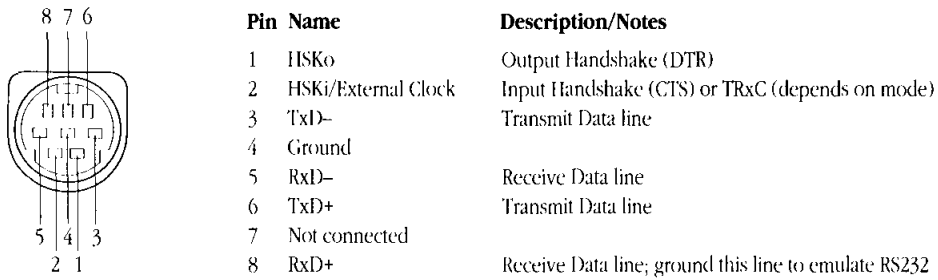 8 7 6
5 4 3
2 1
Pin Name Description/Notes
1 HSKo Output Handshake (DTR)
2 HSKi/External Clock Input Handshake (CTS) or TRxC (depends on mode)
3 TxD– Transmit Data line
4 Ground
5 RxD– Receive Data line
6 TxD+ Transmit Data line
7 Not connected
8 RxD+ Receive Data line; ground this line to emulate RS232